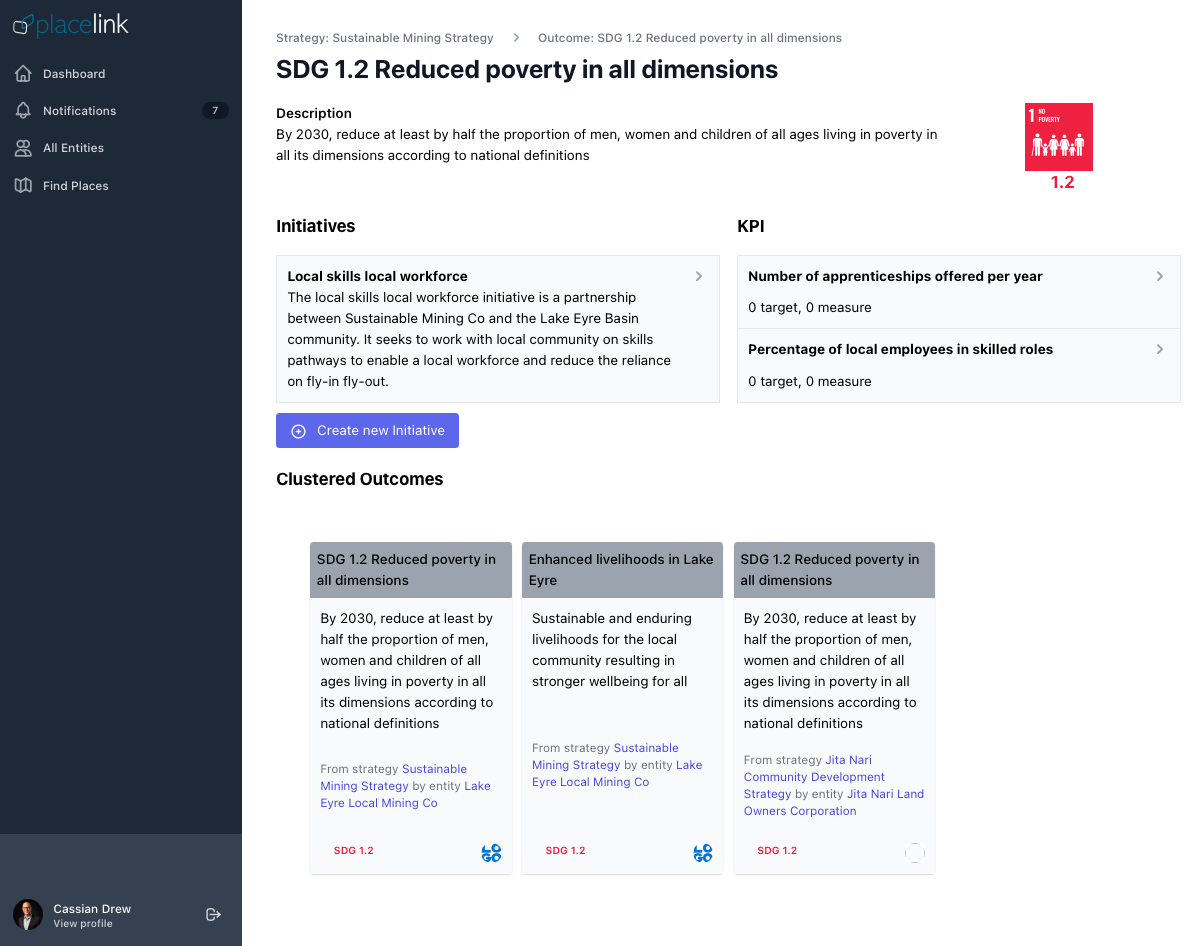 placelink
Dashboard
Notifications 7
All Entities
Find Places
Cassian Drew
View profile
Strategy: Sustainable Mining Strategy
Outcome: SDG 1.2 Reduced poverty in all dimensions
SDG 1.2 Reduced poverty in all dimensions
Description
By 2030, reduce at least by half the proportion of men, women and children of all ages living in poverty in
all its dimensions according to national definitions
1 NO
POVERTY
1.2
Initiatives
Local skills local workforce
The local skills local workforce initiative is a partnership
between Sustainable Mining Co and the Lake Eyre Basin
community. It seeks to work with local community on skills
pathways to enable a local workforce and reduce the reliance
on fly-in fly-out.
Create new Initiative
KPI
Number of apprenticeships offered per year
0 target, 0 measure
Percentage of local employees in skilled roles
0 target, 0 measure
Clustered Outcomes
SDG 1.2 Reduced poverty in
all dimensions
By 2030, reduce at least by
half the proportion of men,
women and children of all
ages living in poverty in all
its dimensions according to
national definitions
From strategy Sustainable
Mining Strategy by entity Lake
Eyre Local Mining Co
SDG 1.2
Enhanced livelihoods in Lake
Eyre
Sustainable and enduring
livelihoods for the local
community resulting in
stronger wellbeing for all
From strategy Sustainable
Mining Strategy by entity Lake
Eyre Local Mining Co
SDG 1.2
SDG 1.2 Reduced poverty in
all dimensions
By 2030, reduce at least by
half the proportion of men,
women and children of all
ages living in poverty in all
its dimensions according to
national definitions
From strategy Jita Nari
Community Development
Strategy by entity Jita Nari Land
Owners Corporation
SDG 1.2